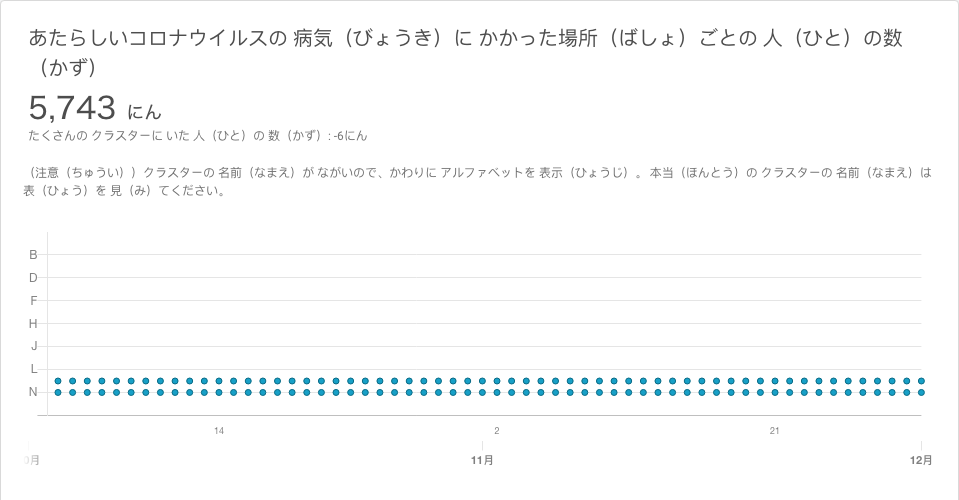 あたらしいコロナウイルスの 病気（びょうき）に かかった場所（ばしょ）ごとの 人（ひと）の数
（かず）
5,743 にん
たくさんの クラスターに いた 人（ひと）の 数（かず）: -6にん
（注意（ちゅうい））クラスターの 名前（なまえ）が ながいので、かわりに アルファベットを 表示（ひょうじ）。 本当（ほんとう）の クラスターの 名前（なまえ）は
表（ひょう）を 見（み）てください。
B
D
F
H
J
L
N
14 2 21
月 11月 12月